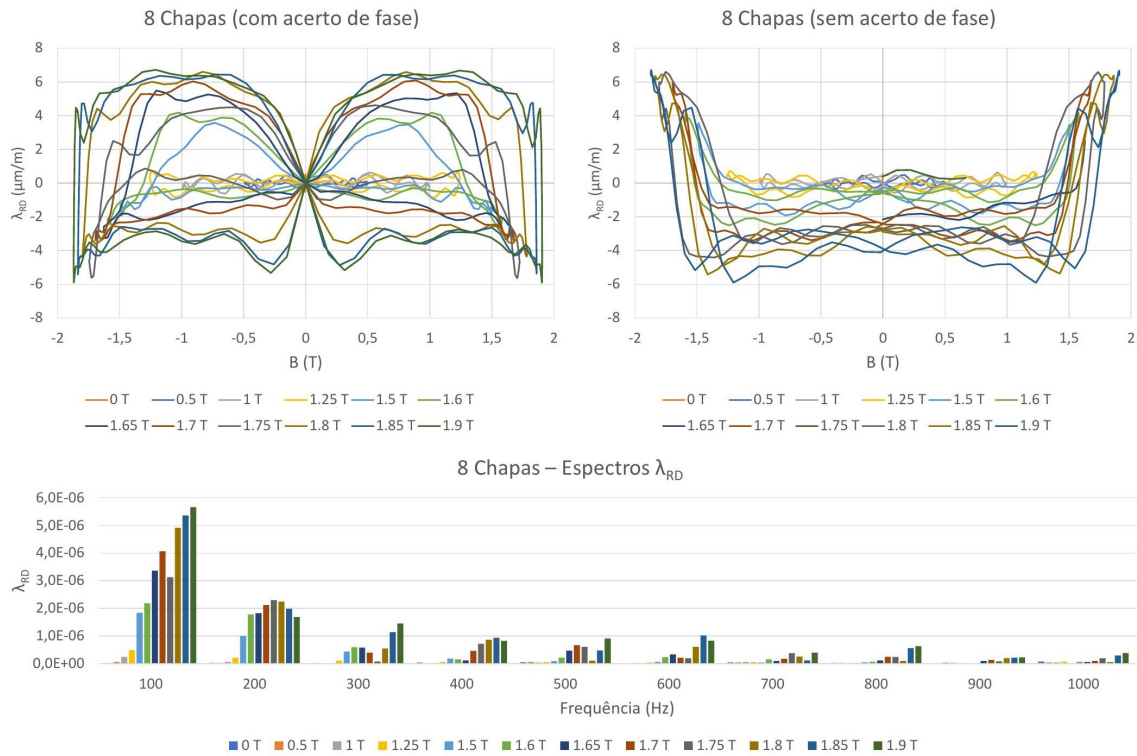 8 Chapas (com acerto de fase)
8
6
4
2
0
-2
-4
-6
-8
λRD (µm/m)
-2 -1,5 -1 -0,5 0 0,5 1 1,5 2
B (T)
0 T 0.5 T 1 T 1.25 T 1.5 T 1.6 T
1.65 T 1.7 T 1.75 T 1.8 T 1.85 T 1.9 T
8 Chapas (sem acerto de fase)
8
6
4
2
0
-2
-4
-6
-8
λRD (µm/m)
-2 -1,5 -1 -0,5 0 0,5 1 1,5 2
B (T)
0 T 0.5 T 1 T 1.25 T 1.5 T 1.6 T
1.65 T 1.7 T 1.75 T 1.8 T 1.85 T 1.9 T
8 Chapas – Espectros λRD
6,0E-06
5,0E-06
4,0E-06
3,0E-06
2,0E-06
1,0E-06
0,0E+00
λRD
100 200 300 400 500 600 700 800 900 1000
Frequência (Hz)
0 T 0.5 T 1 T 1.25 T 1.5 T 1.6 T 1.65 T 1.7 T 1.75 T 1.8 T 1.85 T 1.9 T